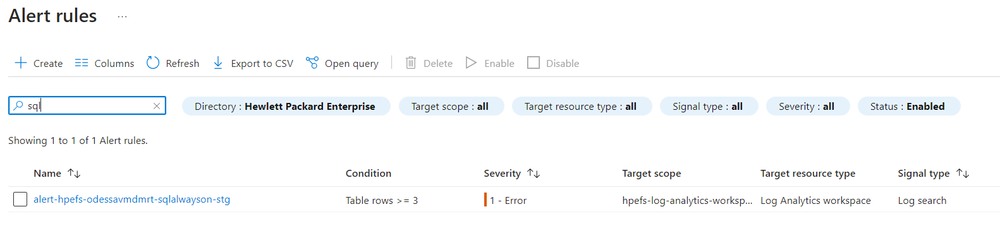 Alert rules ...
Create Columns Refresh Export to CSV Open query Delete Enable Disable
sql Directory : Hewlett Packard Enterprise Target scope : all Target resource type : all Signal type : all Severity : all Status : Enabled
Showing 1 to 1 of 1 Alert rules.
Name Condition Severity Target scope Target resource type Signal type
alert-hpefs-odessavmdmrt-sqlalwayson-stg Table rows >= 3 1 - Error hpefs-log-analytics-worksp... Log Analytics workspace Log search